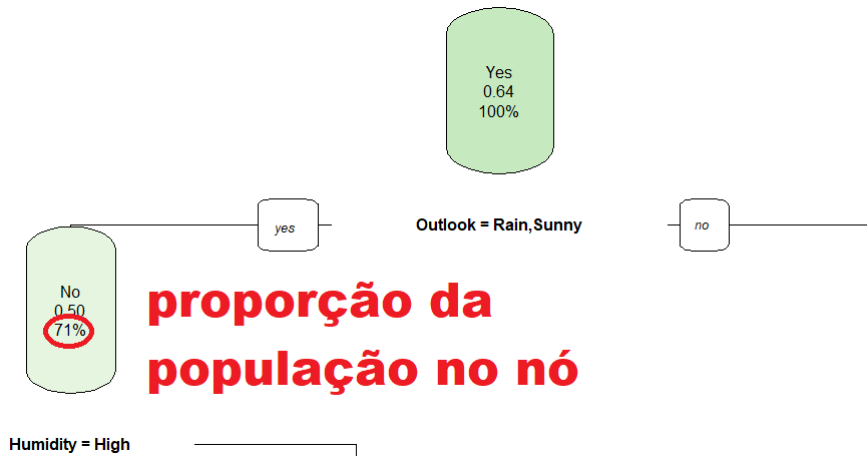 Yes
0.64
100%
yes
Outlook = Rain,Sunny
no
No
0.50
71%
proporção da
população no nó
Humidity = High